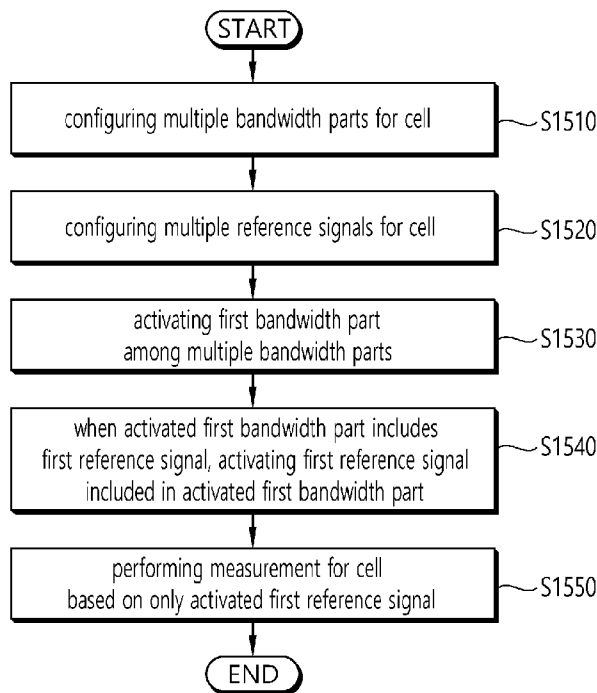 START
configuring multiple bandwidth parts for cell
S1510
configuring multiple reference signals for cell
S1520
activating first bandwidth part
among multiple bandwidth parts
S1530
when activated first bandwidth part includes
first reference signal, activating first reference signal
included in activated first bandwidth part
S1540
performing measurement for cell
based on only activated first reference signal
S1550
END